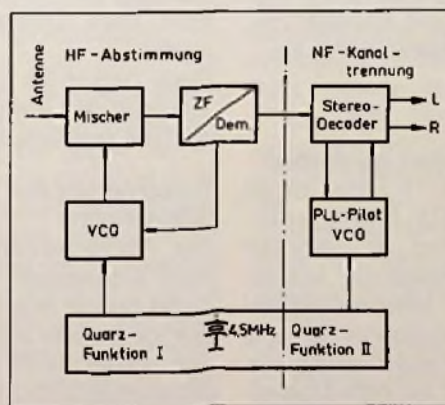 HF-Abstimmung
NF-Kanal-
trennung
Antenne
Mischer
ZF
Dem.
Stereo-
Decoder
L
R
VCO
PLL-Pilot
VCO
4,5MHz
Quarz-
Funktion I
Quarz-
Funktion II